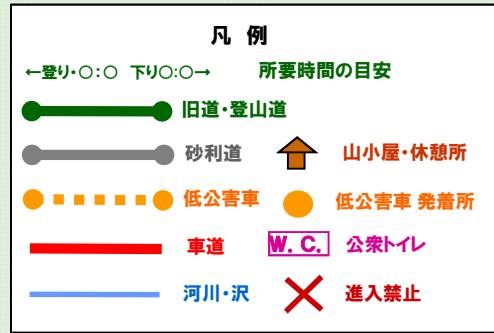 凡 例
←登り・○:○ 下り○:○→ 所要時間の目安
旧道・登山道
砂利道 山小屋・休憩所
低公害車 低公害車 発着所
車道 W. C. 公衆トイレ
河川・沢 進入禁止